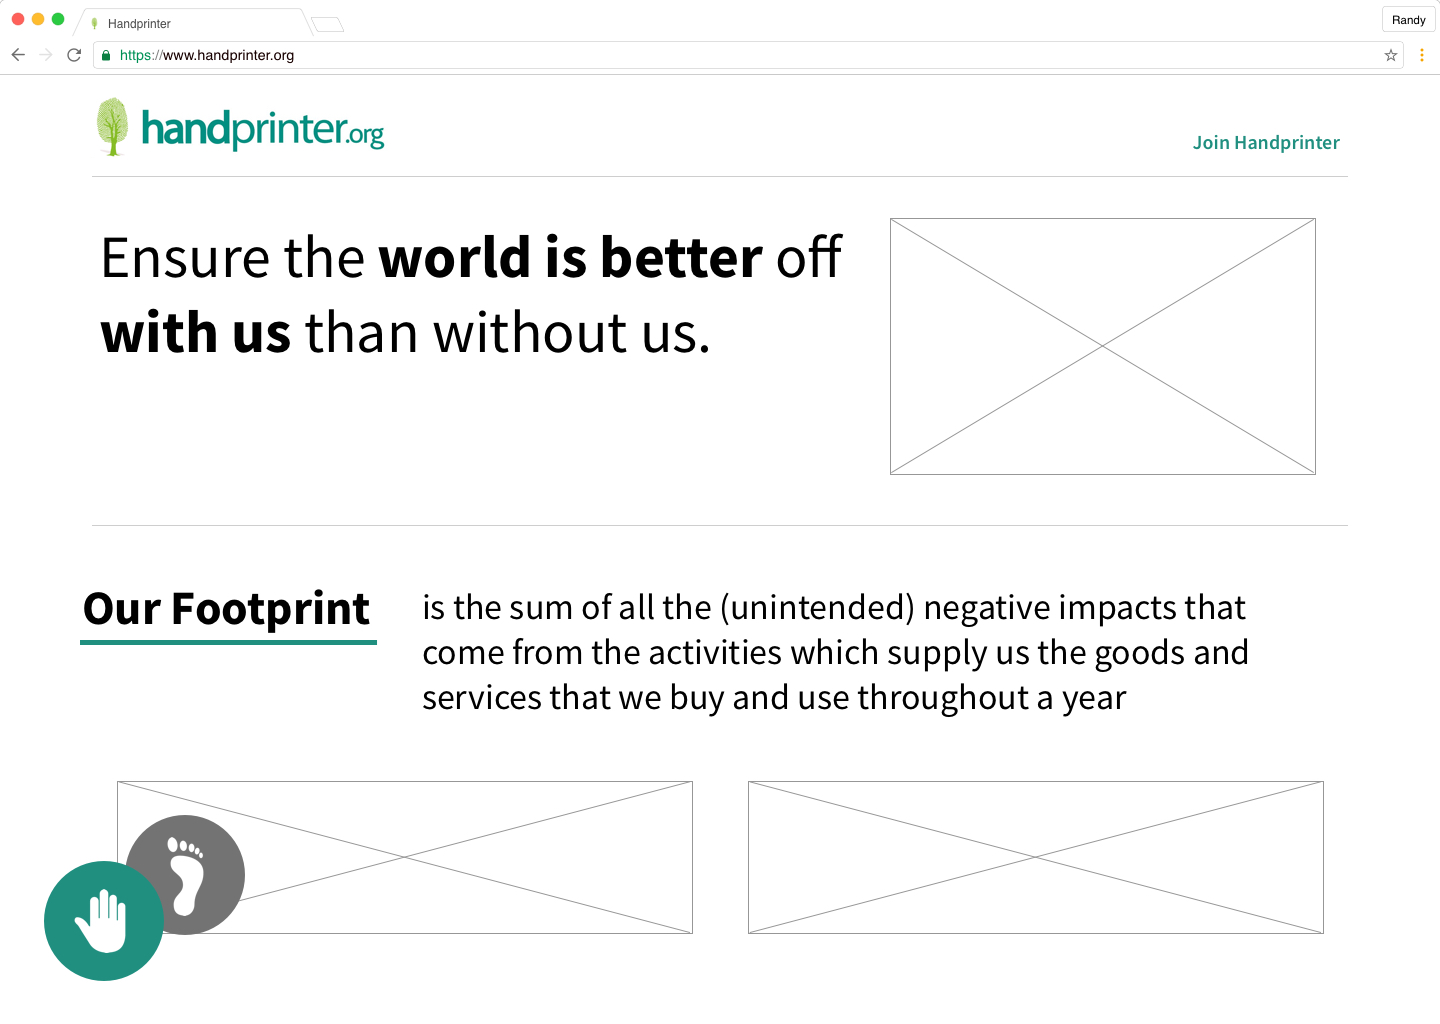 Handprinter
Randy
https://www.handprinter.org
handprinter.org
Join Handprinter
Ensure the world is better off
with us than without us.
Our Footprint
is the sum of all the (unintended) negative impacts that
come from the activities which supply us the goods and
services that we buy and use throughout a year